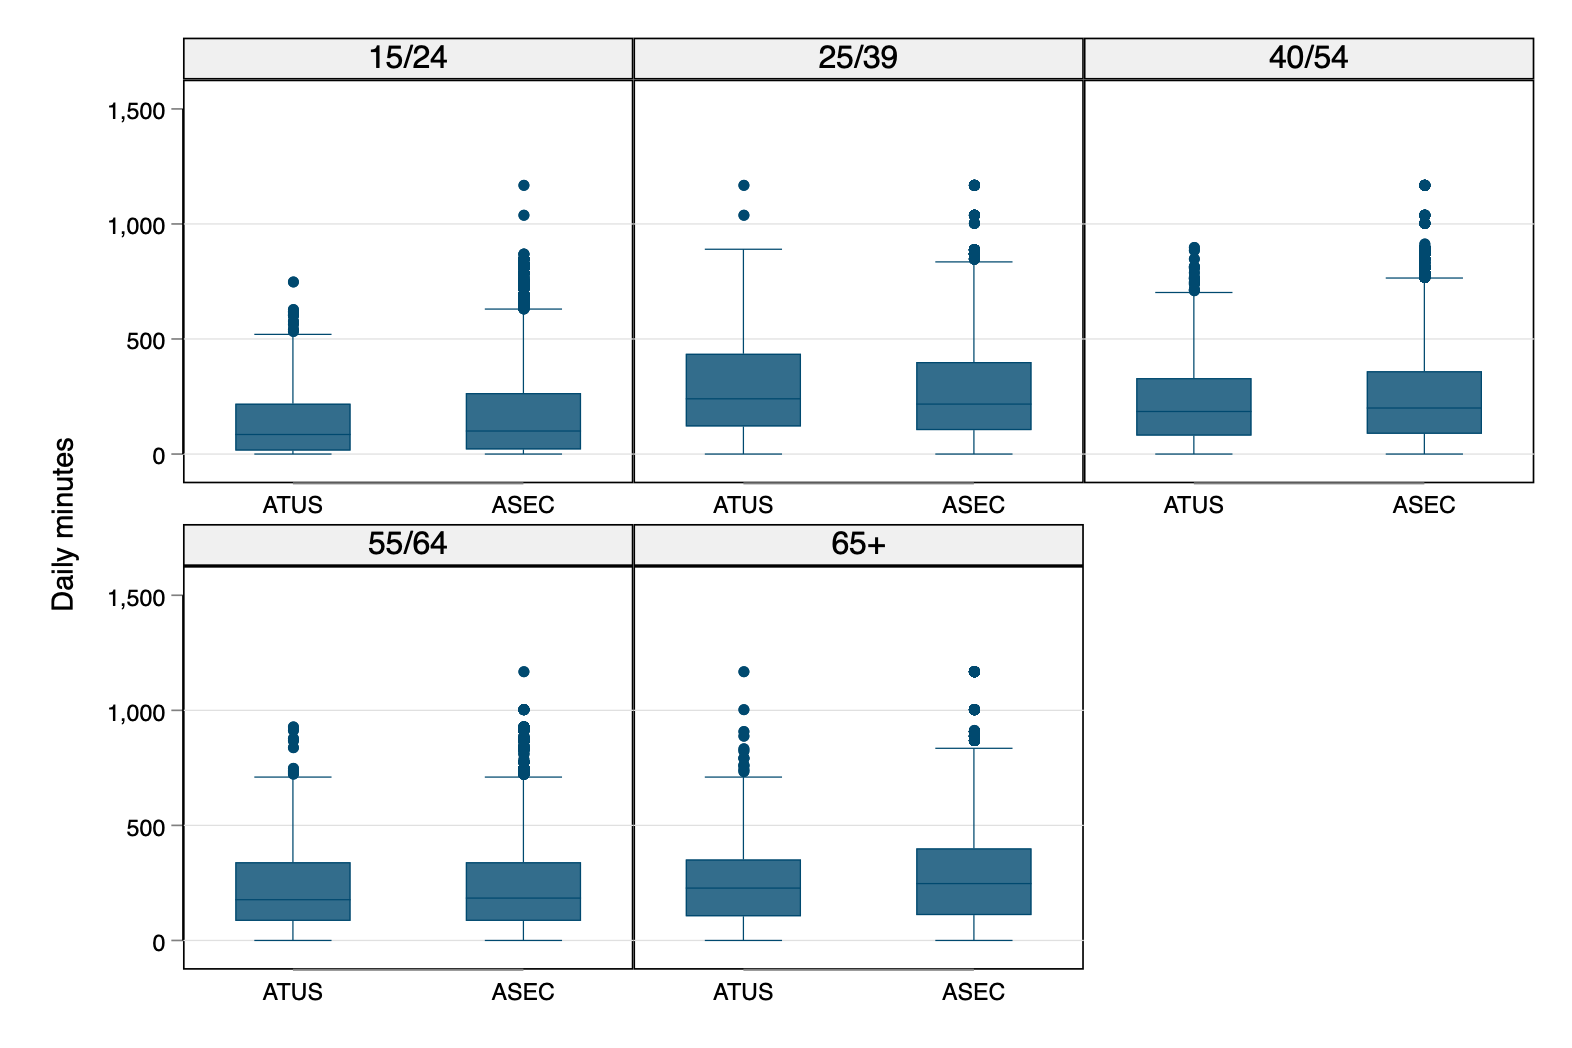 15/24 25/39 40/54
1,500
1,000
500
0
ATUS ASEC ATUS ASEC ATUS ASEC
Daily minutes
55/64 65+
1,500
1,000
500
0
ATUS ASEC ATUS ASEC